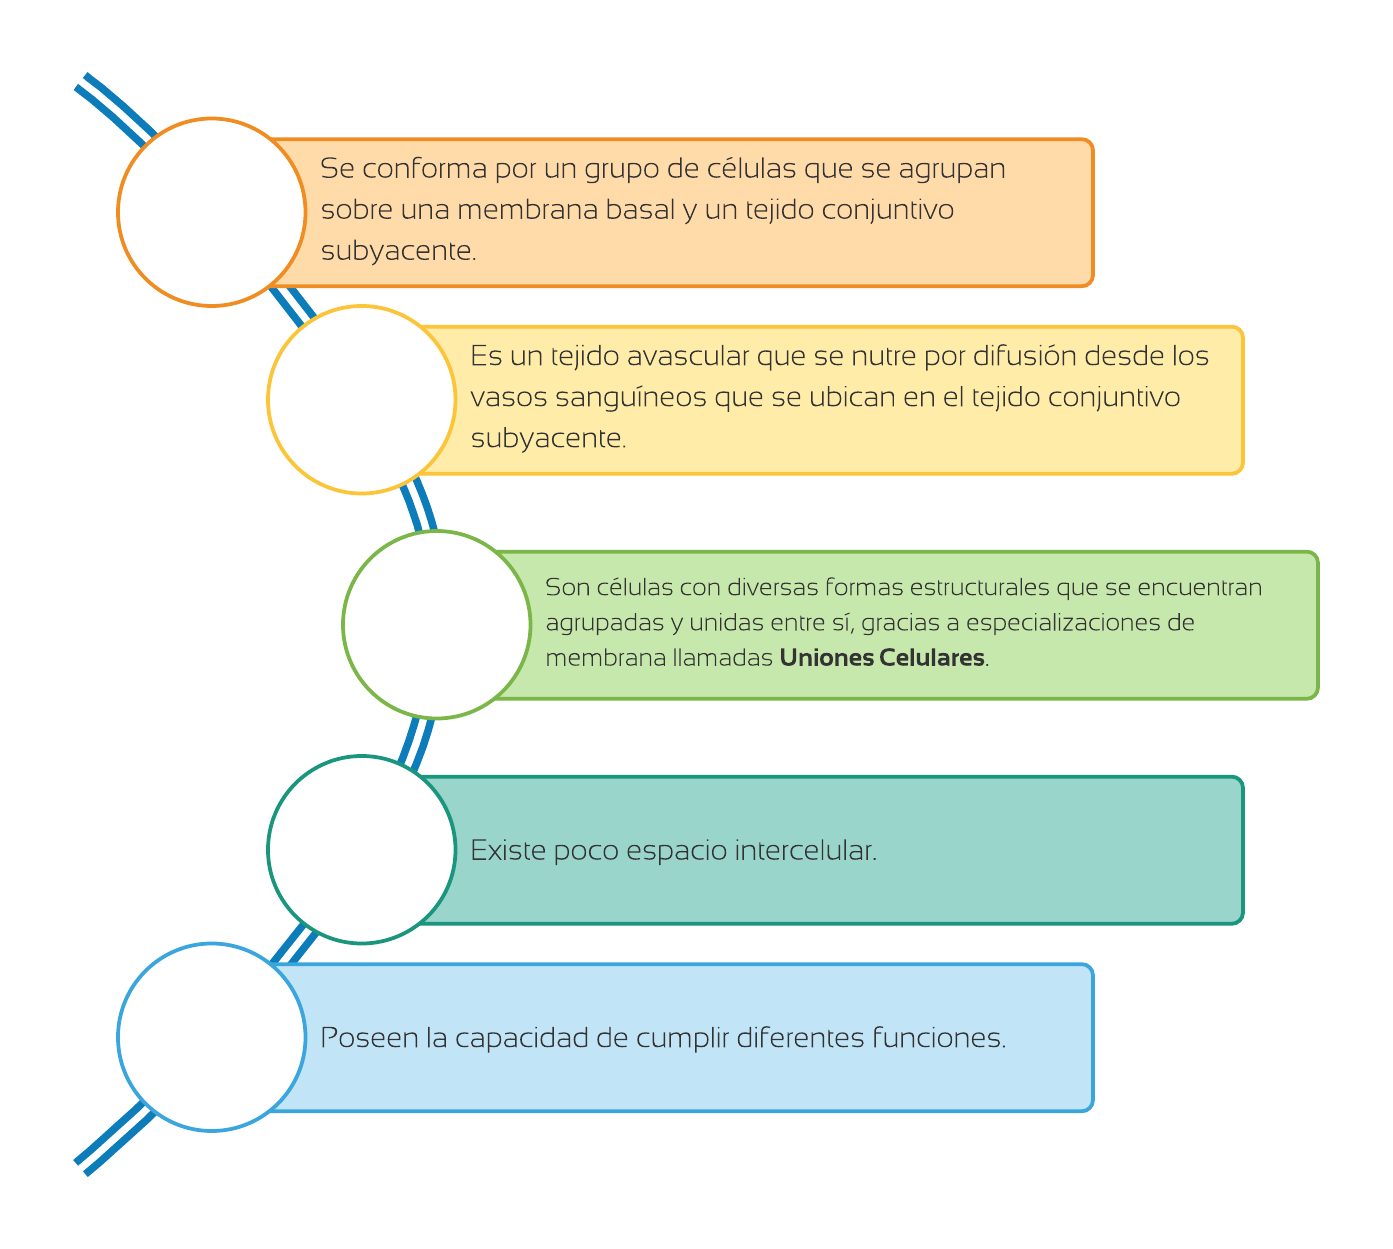 Se conforma por un grupo de células que se agrupan
sobre una membrana basal y un tejido conjuntivo
subyacente.
Es un tejido avascular que se nutre por difusión desde los
vasos sanguíneos que se ubican en el tejido conjuntivo
subyacente.
Son células con diversas formas estructurales que se encuentran
agrupadas y unidas entre sí, gracias a especializaciones de
membrana llamadas Uniones Celulares.
Existe poco espacio intercelular.
Poseen la capacidad de cumplir diferentes funciones.